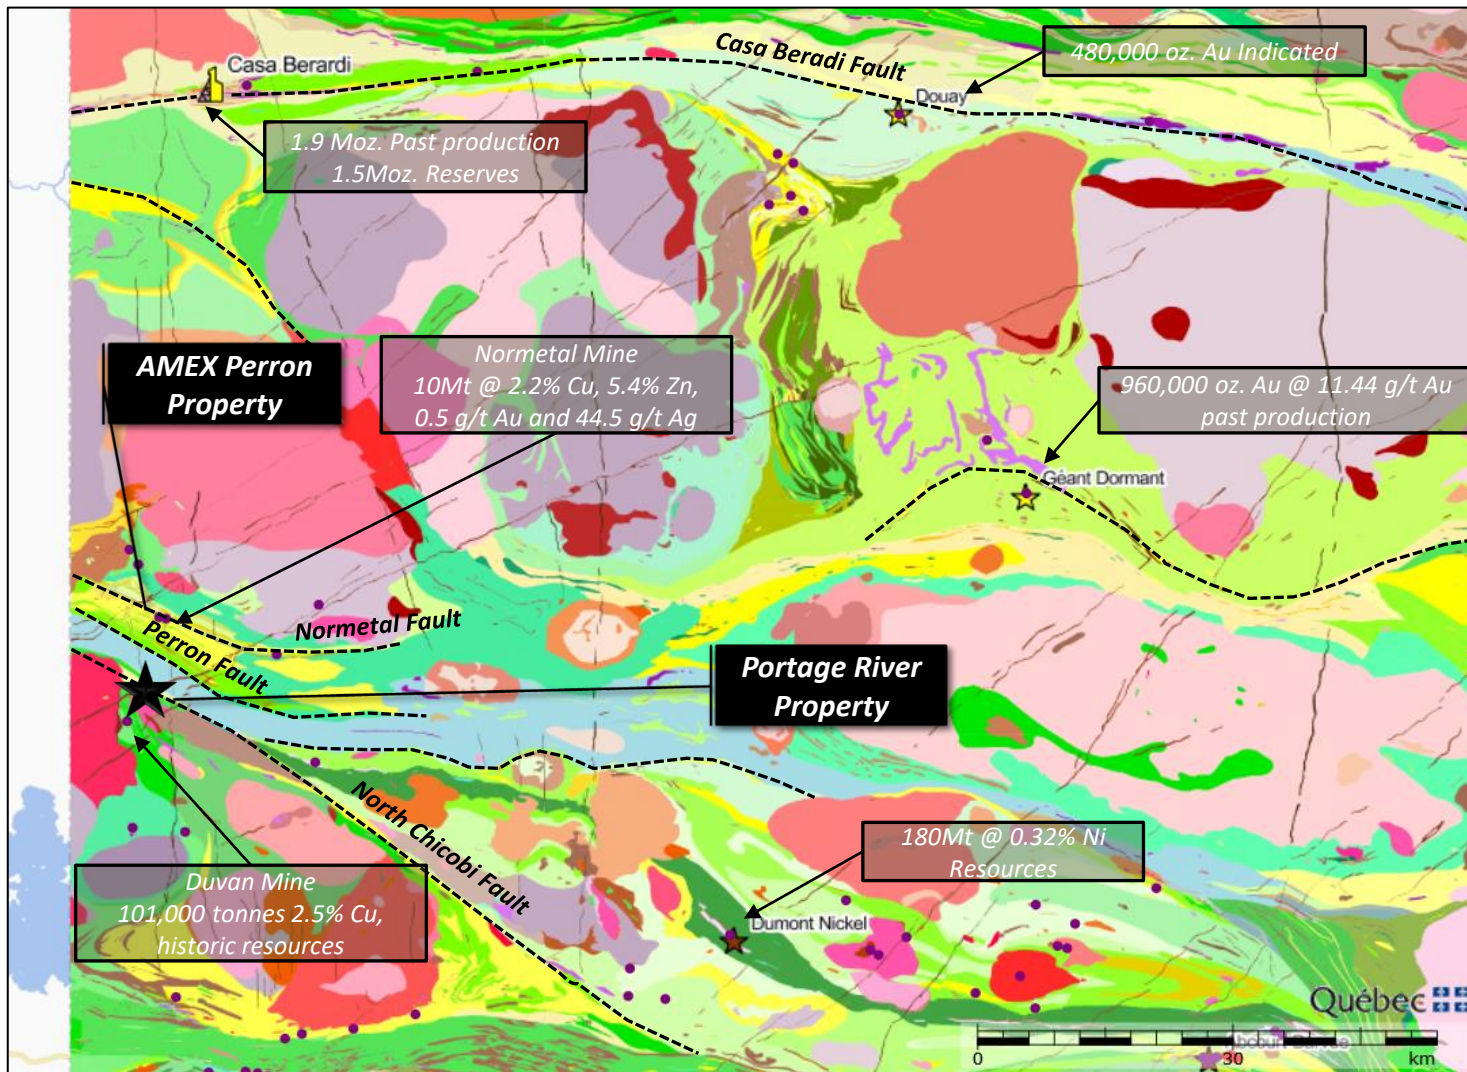 Casa Beradi Fault
480,000 oz. Au Indicated
Casa Berardi
Douay
1.9 Moz. Past production
1.5Moz. Reserves
AMEX Perron
Property
Normetal Mine
10Mt @ 2.2% Cu, 5.4% Zn,
0.5 g/t Au and 44.5 g/t Ag
960,000 oz. Au @ 11.44 g/t Au
past production
Géant Dormant
Normetal Fault
Perron Fault
Portage River
Property
North Chicobi Fault
180Mt @ 0.32% Ni
Resources
Duvan Mine
101,000 tonnes 2.5% Cu,
historic resources
Dumont Nickel
Québec
0 30 km